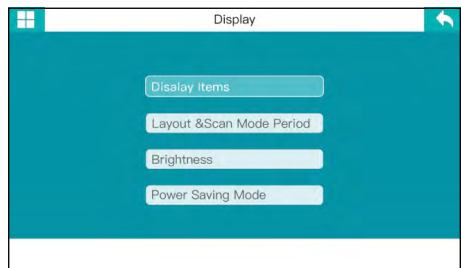 Display
Disalay Items
Layout &Scan Mode Period
Brightness
Power Saving Mode